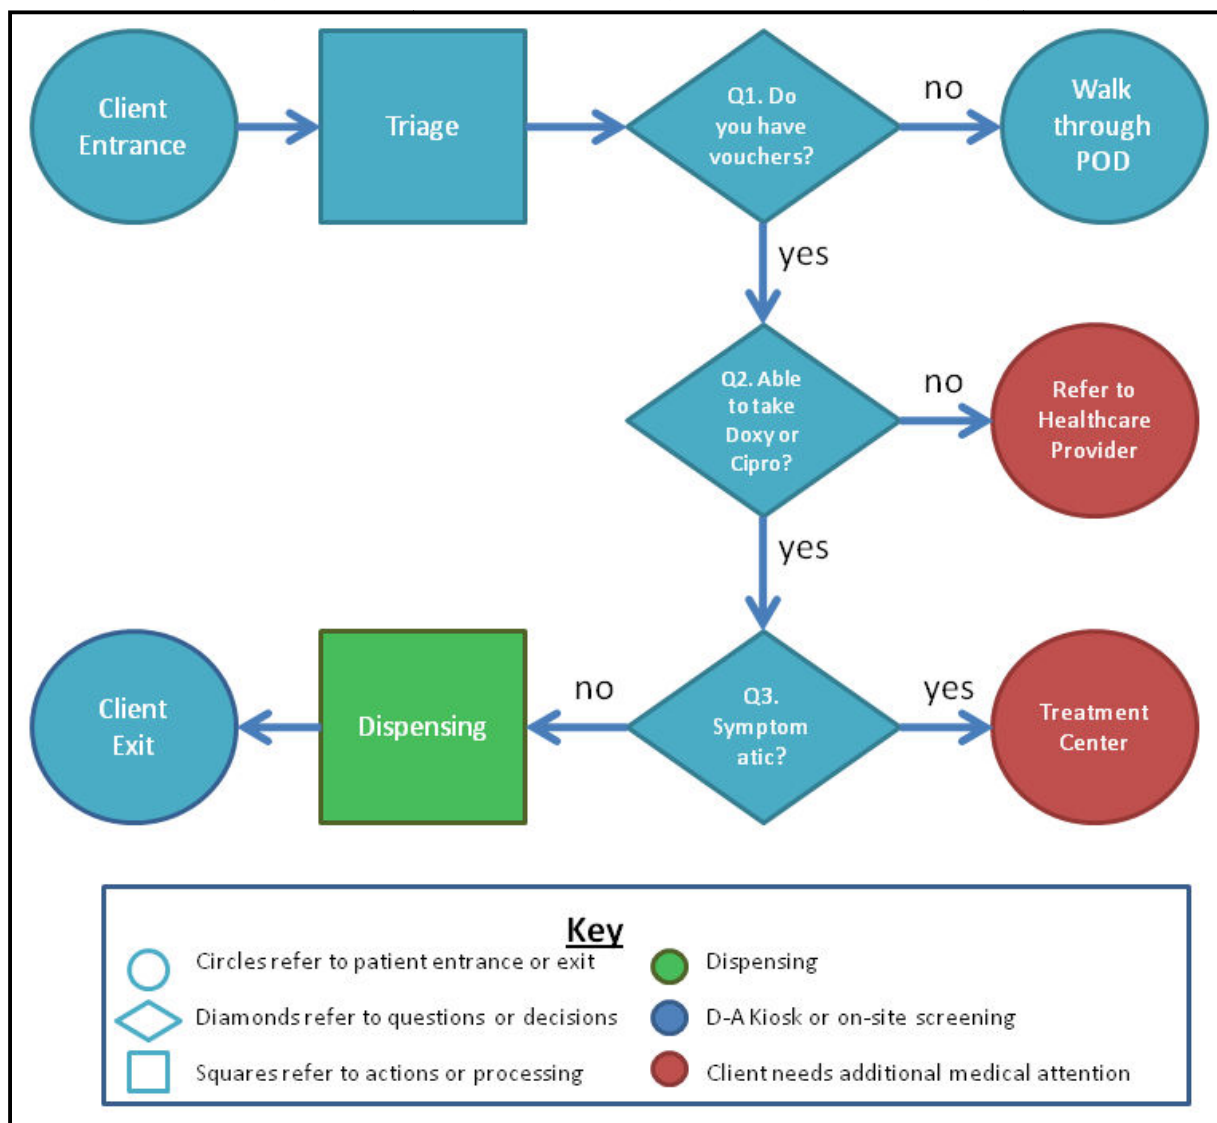 Client
Entrance
Triage
Q1. Do
you have
vouchers?
no
Walk
through
POD
yes
Q2. Able
to take
Doxy or
Cipro?
no
Refer to
Healthcare
Provider
yes
Client
Exit
Dispensing
no
Q3.
Symptom
atic?
yes
Treatment
Center
Key
Circles refer to patient entrance or exit
Dispensing
Diamonds refer to questions or decisions
D-A Kiosk or on-site screening
Squares refer to actions or processing
Client needs additional medical attention